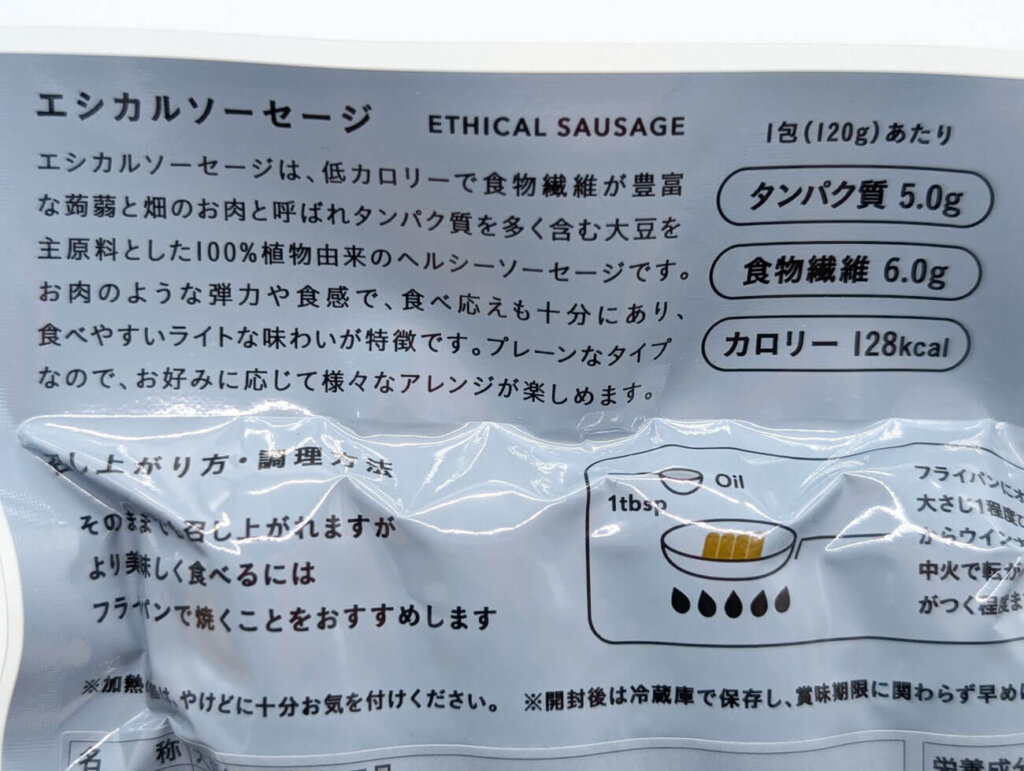 エシカルソーセージ ETHICAL SAUSAGE
エシカルソーセージは、低カロリーで食物繊維が豊富
な蒟蒻と畑のお肉と呼ばれタンパク質を多く含む大豆を
主原料とした100%植物由来のヘルシーソーセージです。
お肉のような弾力や食感で、食べ応えも十分にあり、
食べやすいライトな味わいが特徴です。プレーンなタイプ
なので、お好みに応じて様々なアレンジが楽しめます。
1包(120g)あたり
タンパク質 5.0g
食物繊維 6.0g
カロリー 128kcal
召し上がり方・調理方法
そのままでも召し上がれますが
より美味しく食べるには
フライパンで焼くことをおすすめします
Oil
1tbsp
フライパンにオ
大さじ1程度
からウインナ
中火で転が
がつく程度ま
※加熱 やけどに十分お気を付けください。 ※開封後は冷蔵庫で保存し、賞味期限に関わらず早め
名 称
栄養成分